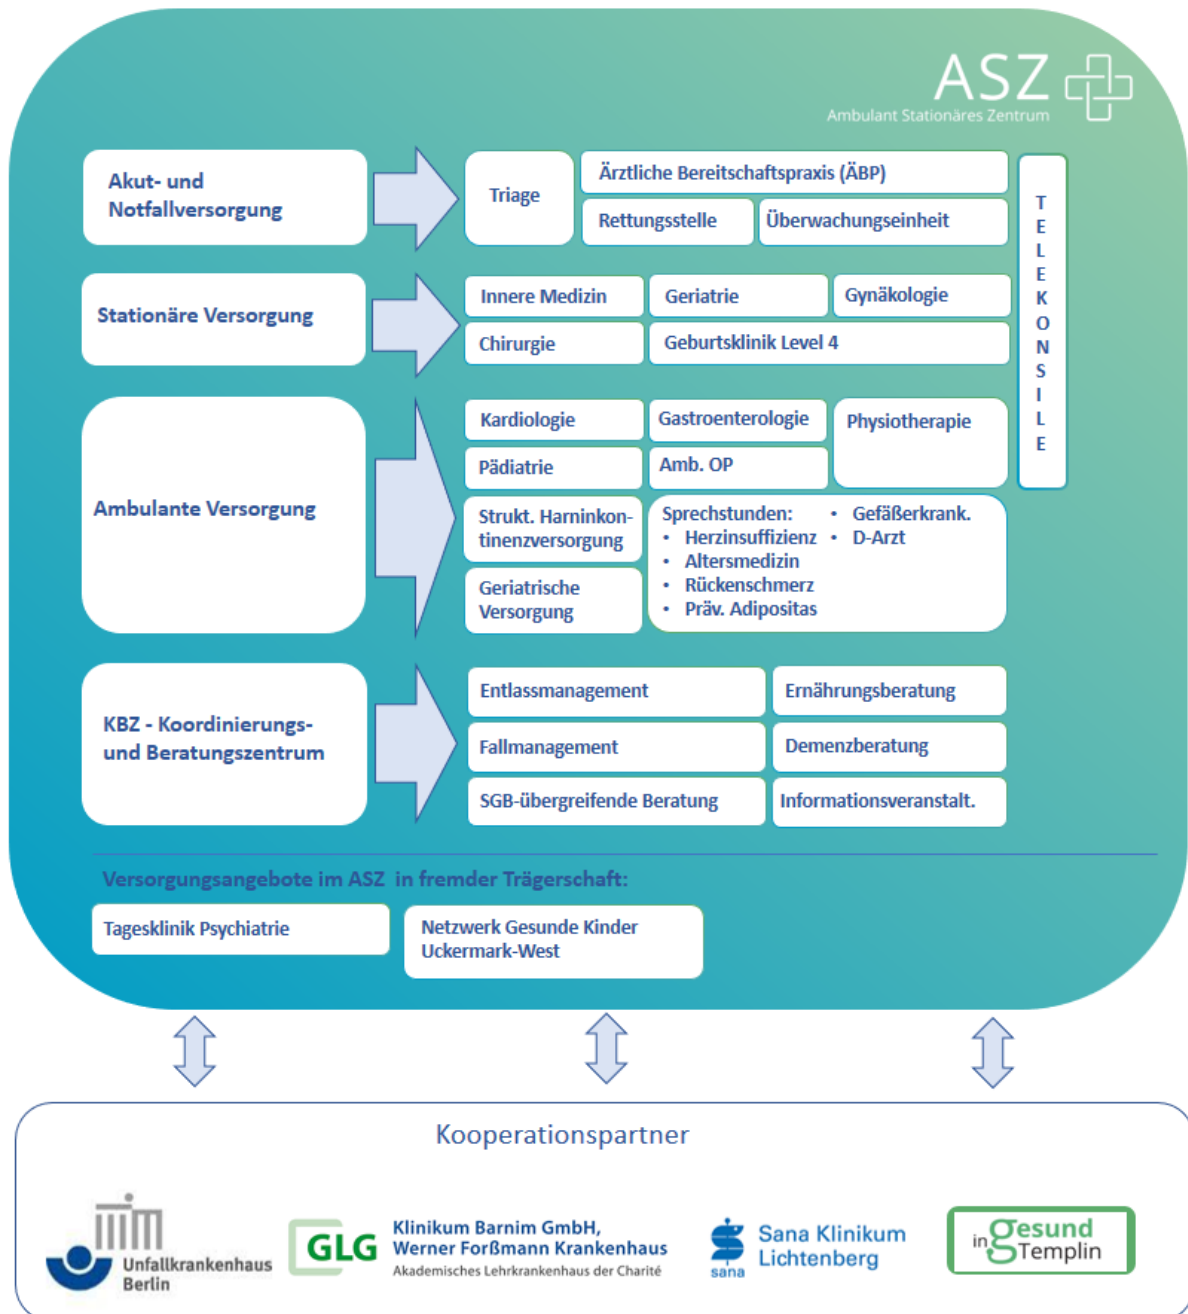 ASZ
Ambulant Stationäres Zentrum
Akut- und
Notfallversorgung
Triage
Ärztliche Bereitschaftspraxis (ÄBP)
Rettungsstelle
Überwachungseinheit
TELEKONSILE
Stationäre Versorgung
Innere Medizin
Geriatrie
Gynäkologie
Chirurgie
Geburtsklinik Level 4
Ambulante Versorgung
Kardiologie
Gastroenterologie
Physiotherapie
Pädiatrie
Amb. OP
Strukt. Harninkon-
tinenzversorgung
Geriatrische
Versorgung
Sprechstunden:
• Herzinsuffizienz
• Altersmedizin
• Rückenschmerz
• Präv. Adipositas
• Gefäßerkrank.
• D-Arzt
KBZ - Koordinierungs-
und Beratungszentrum
Entlassmanagement
Ernährungsberatung
Fallmanagement
Demenzberatung
SGB-übergreifende Beratung
Informationsveranstalt.
Versorgungsangebote im ASZ in fremder Trägerschaft:
Tagesklinik Psychiatrie
Netzwerk Gesunde Kinder
Uckermark-West
Kooperationspartner
Unfallkrankenhaus
Berlin
GLG
Klinikum Barnim GmbH,
Werner Forßmann Krankenhaus
Akademisches Lehrkrankenhaus der Charité
sana
Sana Klinikum
Lichtenberg
gesund
in Templin